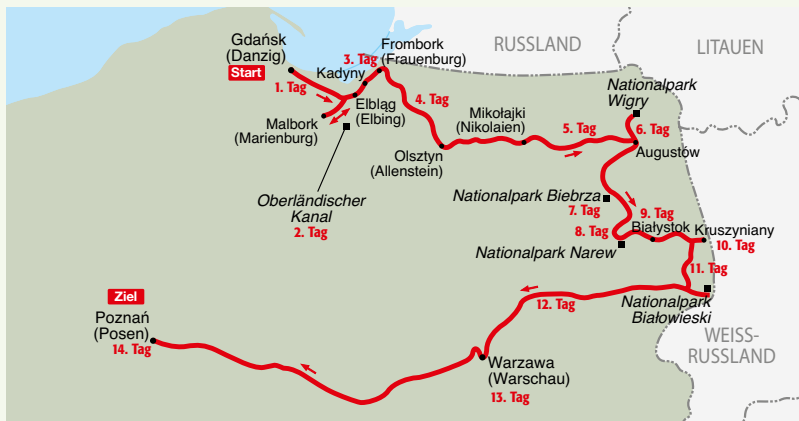 RUSSLAND
LITAUEN
Gdańsk
(Danzig)
Start
1. Tag
3. Tag
Frombork
(Frauenburg)
Kadyny
Elbląg
(Elbing)
Malbork
(Marienburg)
Oberländischer
Kanal
2. Tag
4. Tag
Olsztyn
(Allenstein)
Mikołajki
(Nikolaien)
5. Tag
Nationalpark
Wigry
6. Tag
Augustów
Nationalpark Biebrza
7. Tag
8. Tag
9. Tag
Białystok
Kruszyniany
10. Tag
Nationalpark Narew
11. Tag
Nationalpark
Białowieski
12. Tag
WEISS-
RUSSLAND
Ziel
Poznań
(Posen)
14. Tag
Warzawa
(Warschau)
13. Tag